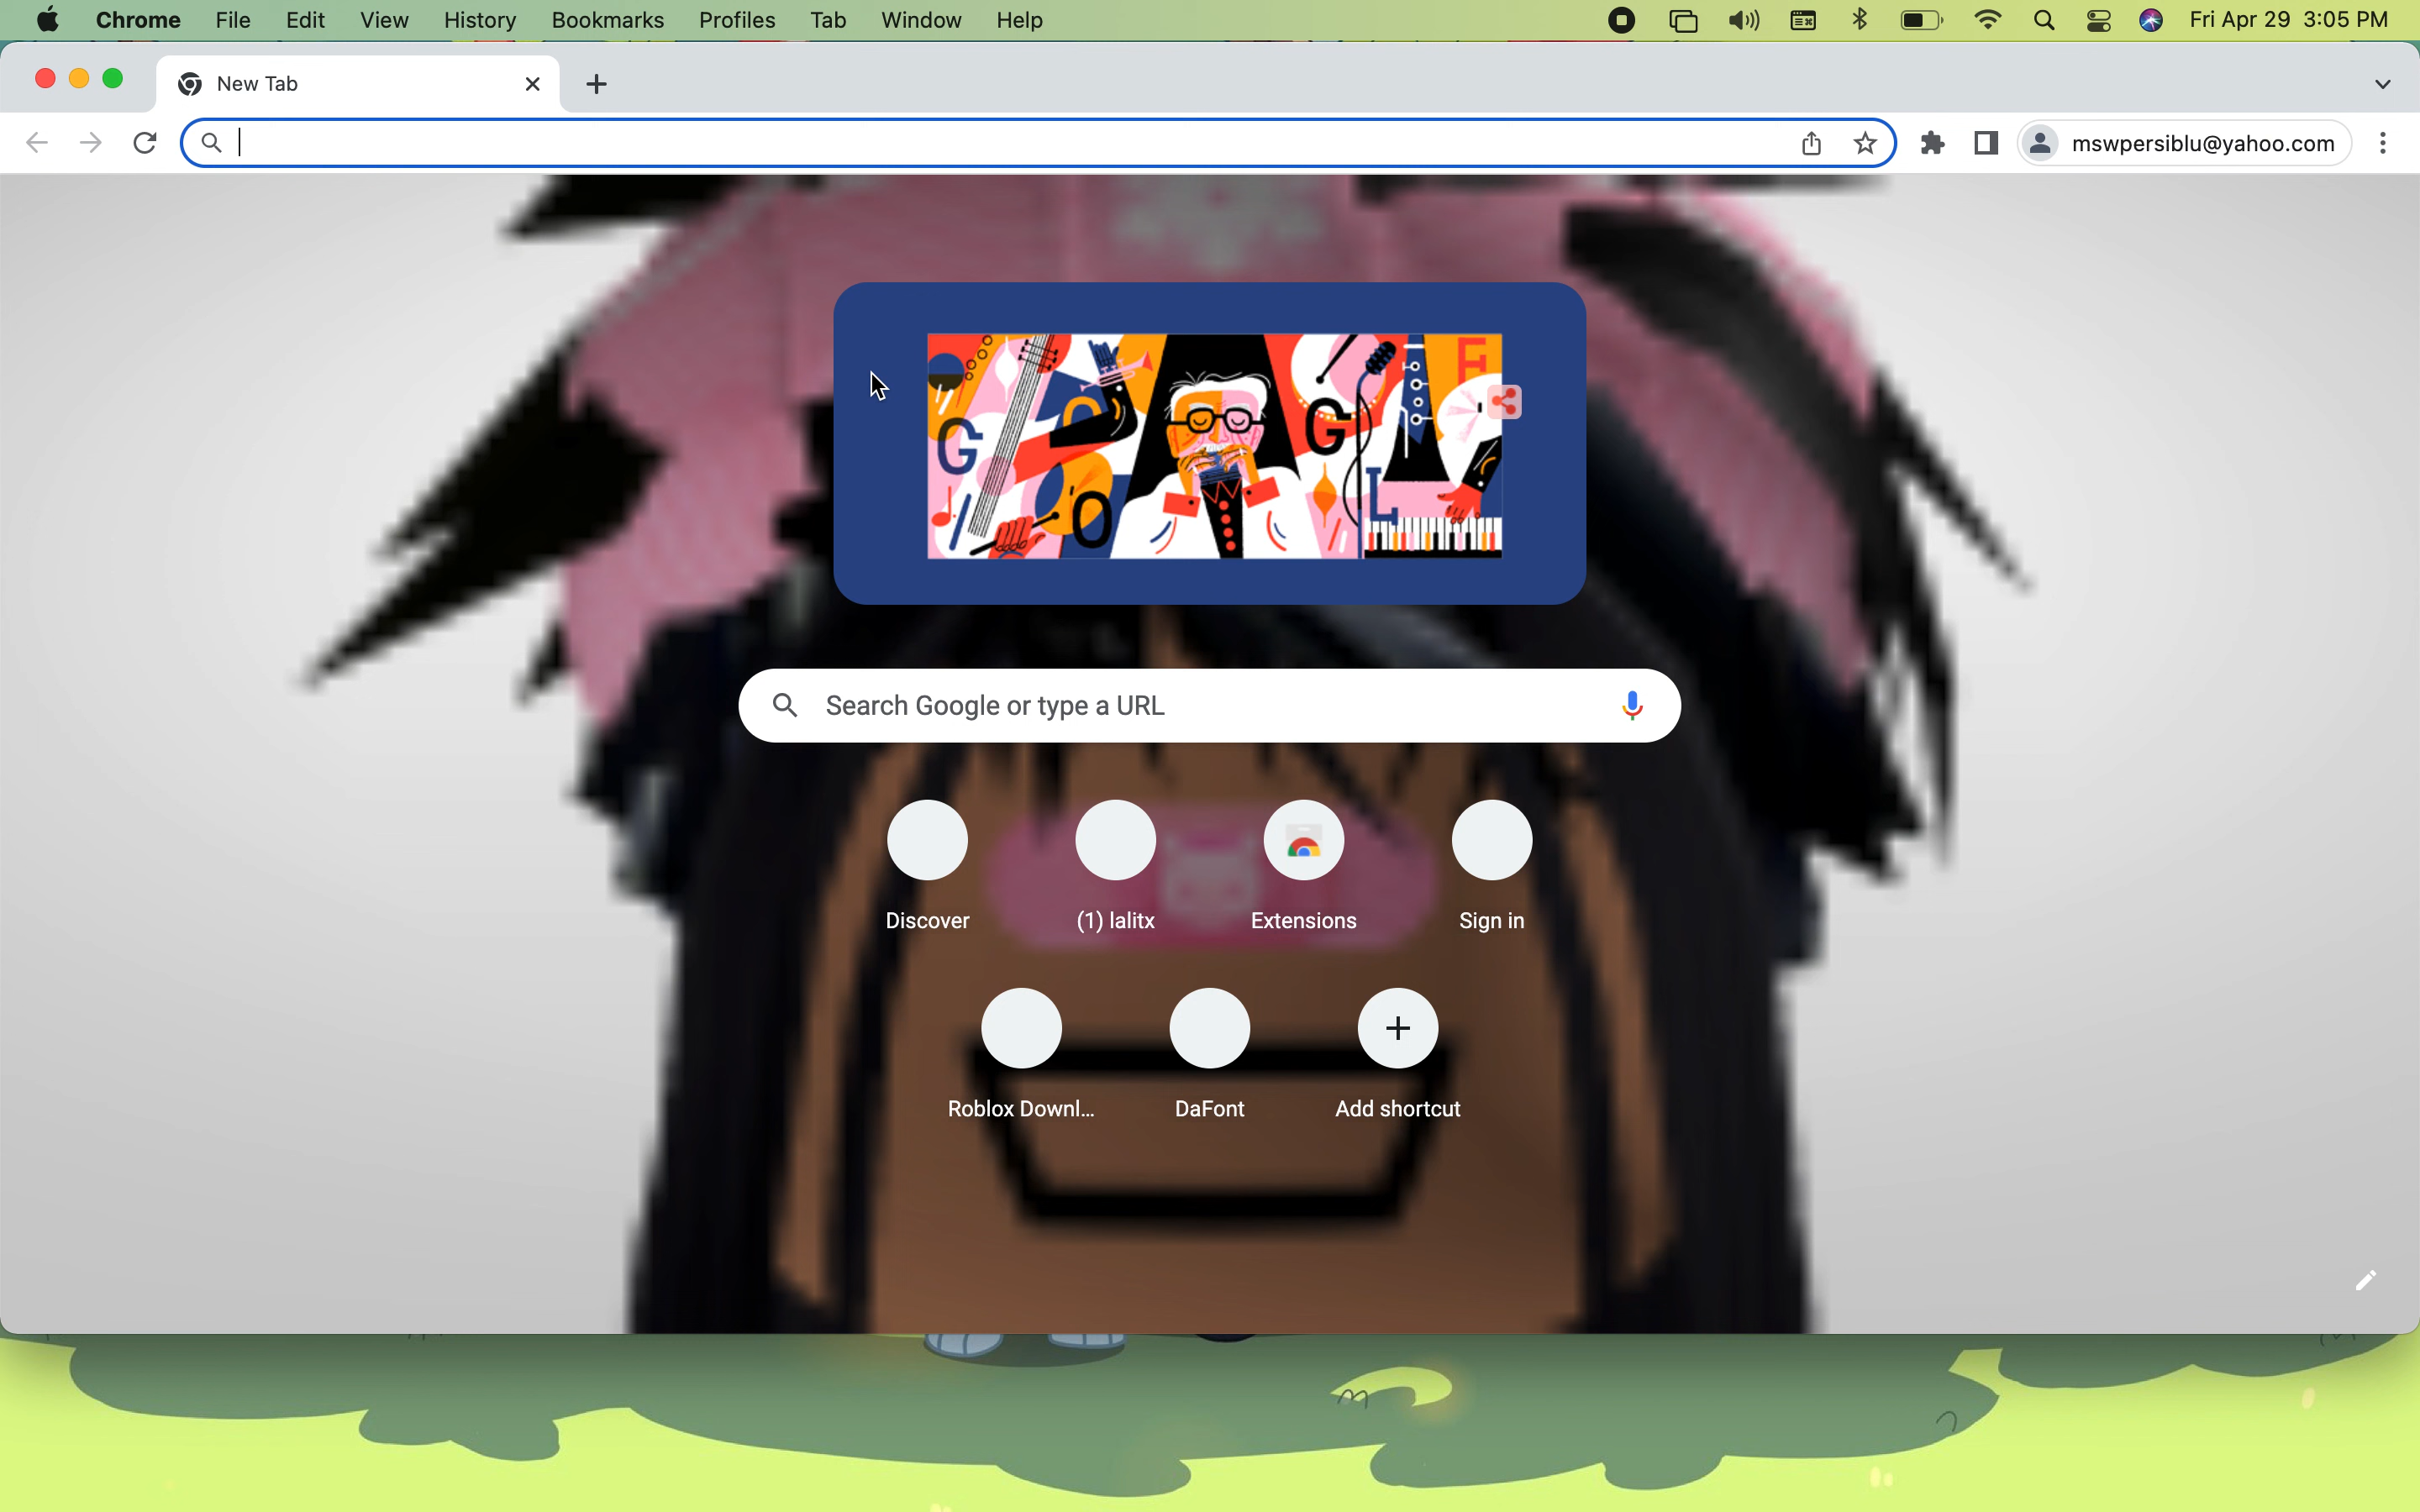 Chrome File Edit View History Bookmarks Profiles Tab Window Help Fri Apr 29 3:05 PM
New Tab
mswpersiblu@yahoo.com
G O O G L E
Search Google or type a URL
Discover (1) lalitx Extensions Sign in
Roblox Downl... DaFont Add shortcut